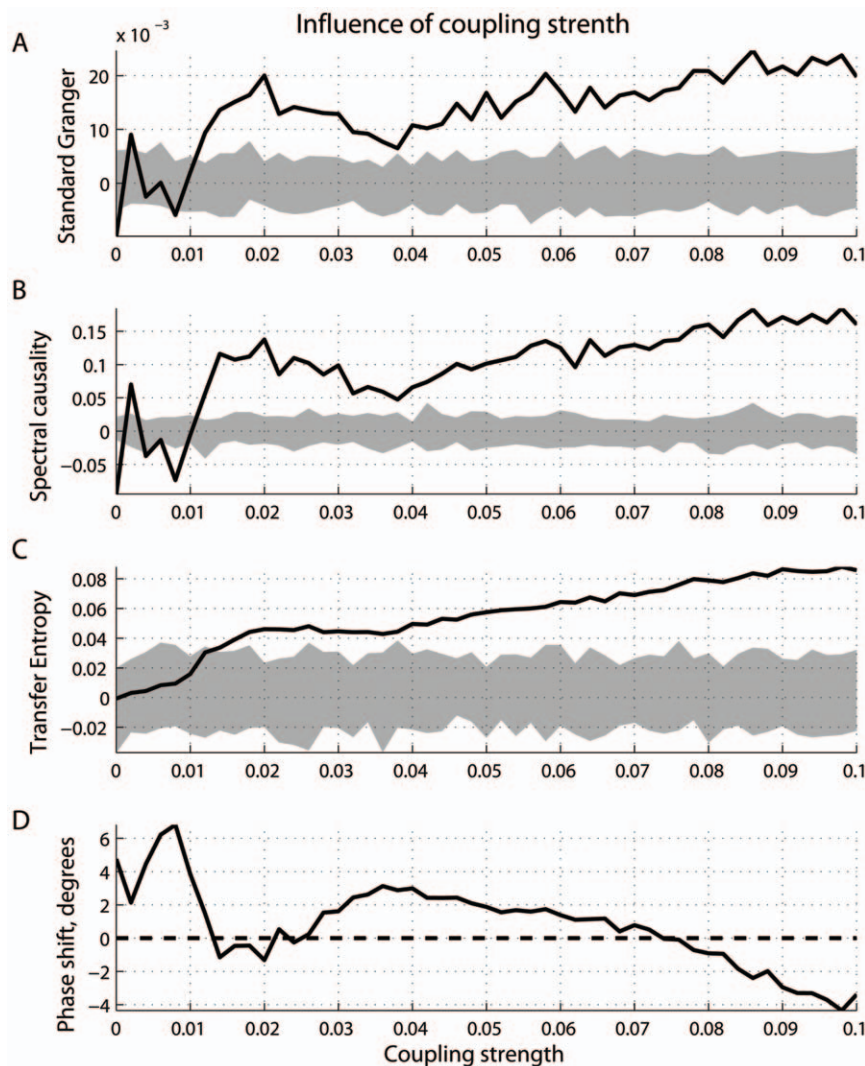 Influence of coupling strenth
A
x 10 −3
Standard Granger
20
10
0
−10
0 0.01 0.02 0.03 0.04 0.05 0.06 0.07 0.08 0.09 0.1
B
Spectral causality
0.15
0.1
0.05
0
−0.05
0 0.01 0.02 0.03 0.04 0.05 0.06 0.07 0.08 0.09 0.1
C
Transfer Entropy
0.08
0.06
0.04
0.02
0
−0.02
0 0.01 0.02 0.03 0.04 0.05 0.06 0.07 0.08 0.09 0.1
D
Phase shift, degrees
6
4
2
0
−2
−4
0 0.01 0.02 0.03 0.04 0.05 0.06 0.07 0.08 0.09 0.1
Coupling strength